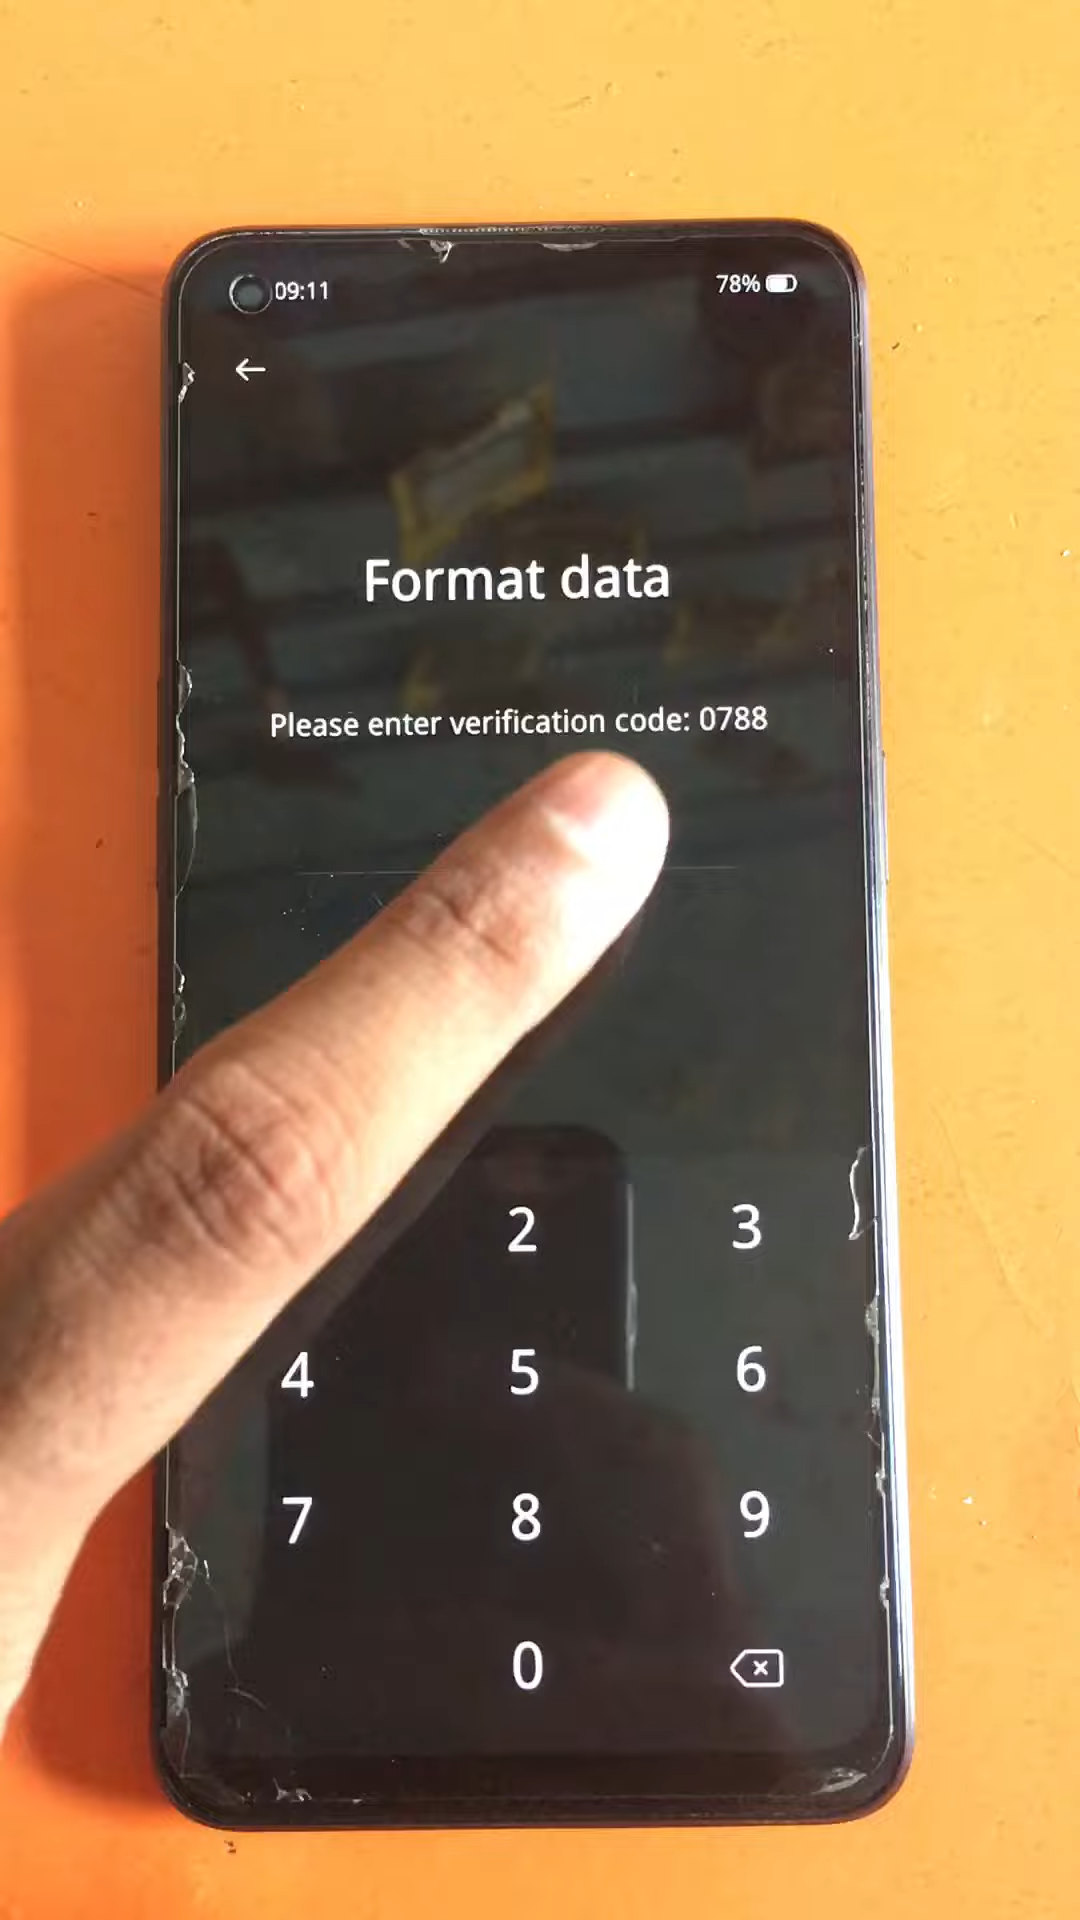 09:11 78%
←
Format data
Please enter verification code: 0788
2 3
4 5 6
7 8 9
0